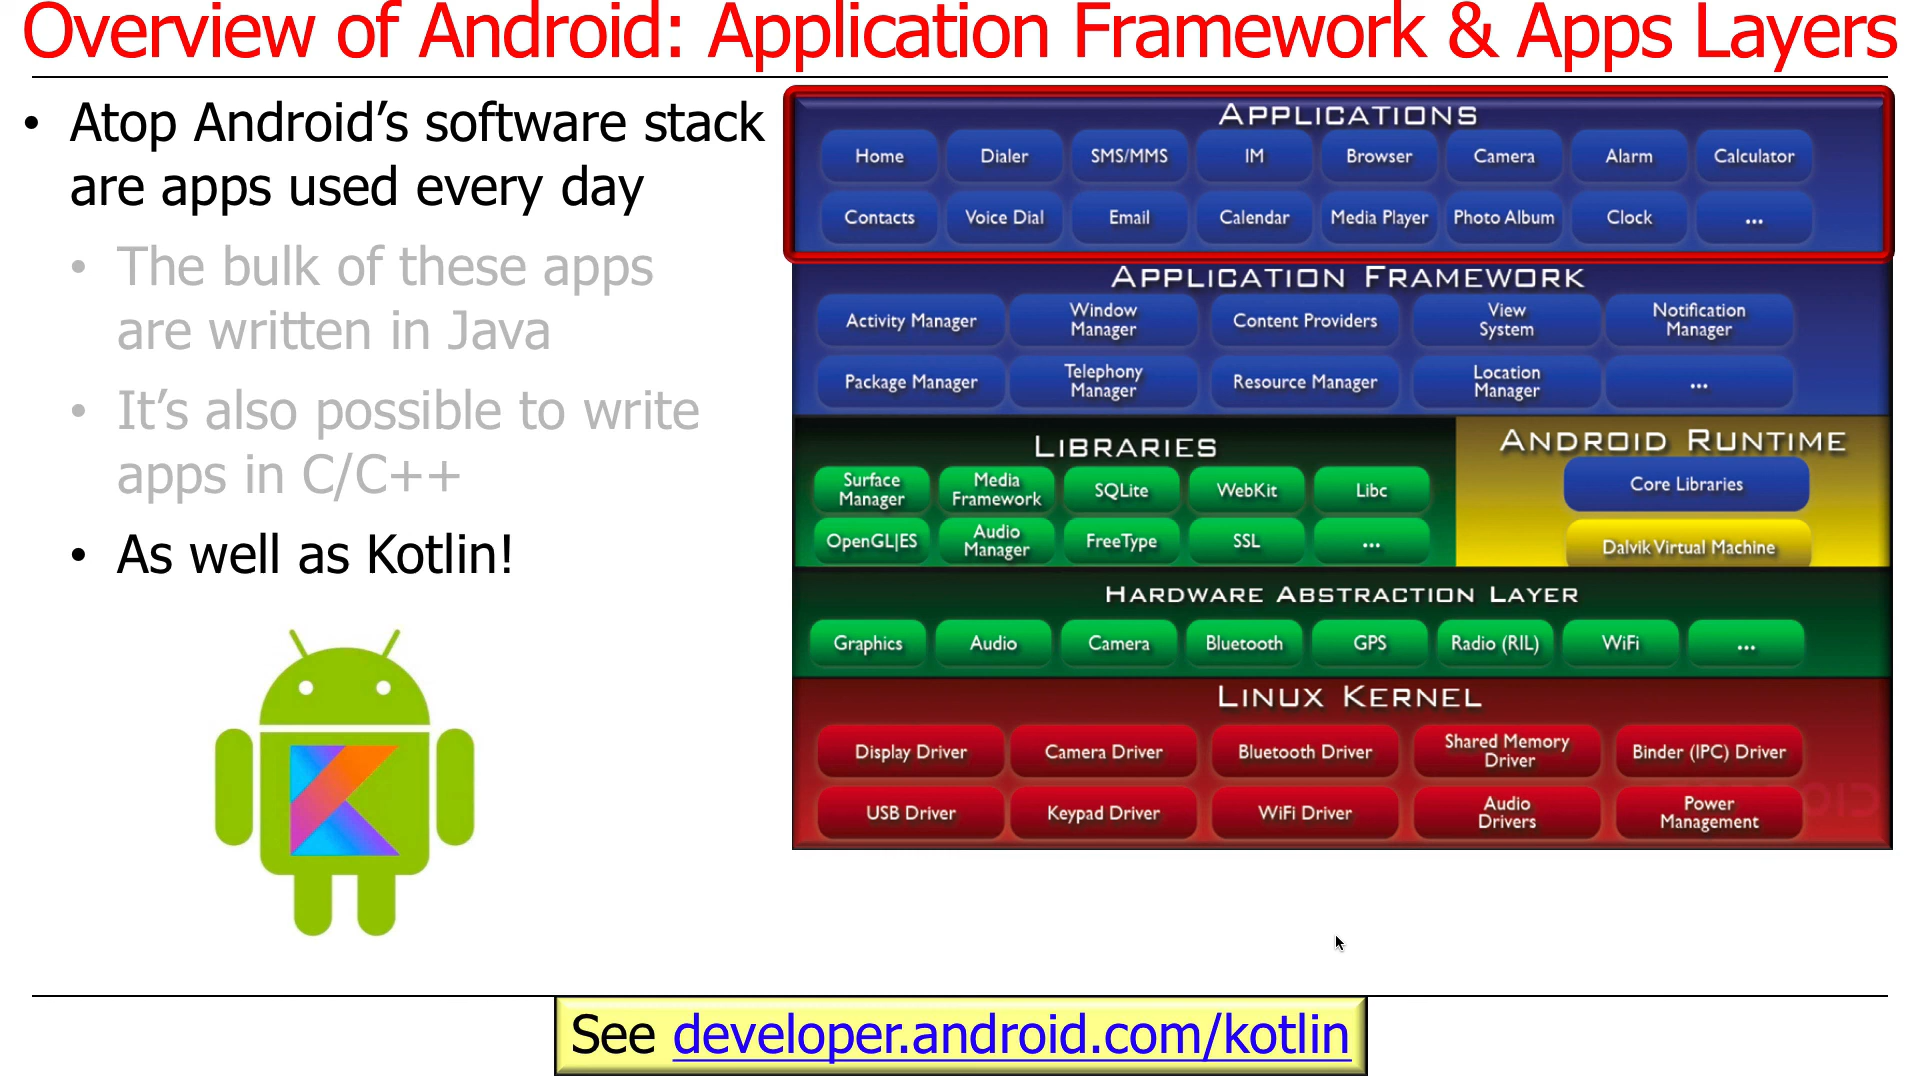 Overview of Android: Application Framework & Apps Layers
• Atop Android’s software stack
are apps used every day
• The bulk of these apps
are written in Java
• It’s also possible to write
apps in C/C++
• As well as Kotlin!
APPLICATIONS
Home Dialer SMS/MMS IM Browser Camera Alarm Calculator
Contacts Voice Dial Email Calendar Media Player Photo Album Clock ...
APPLICATION FRAMEWORK
Activity Manager Window Manager Content Providers View System Notification Manager
Package Manager Telephony Manager Resource Manager Location Manager ...
LIBRARIES
Surface Manager Media Framework SQLite WebKit Libc
OpenGL|ES Audio Manager FreeType SSL ...
ANDROID RUNTIME
Core Libraries
Dalvik Virtual Machine
HARDWARE ABSTRACTION LAYER
Graphics Audio Camera Bluetooth GPS Radio (RIL) WiFi ...
LINUX KERNEL
Display Driver Camera Driver Bluetooth Driver Shared Memory Driver Binder (IPC) Driver
USB Driver Keypad Driver WiFi Driver Audio Drivers Power Management
See developer.android.com/kotlin